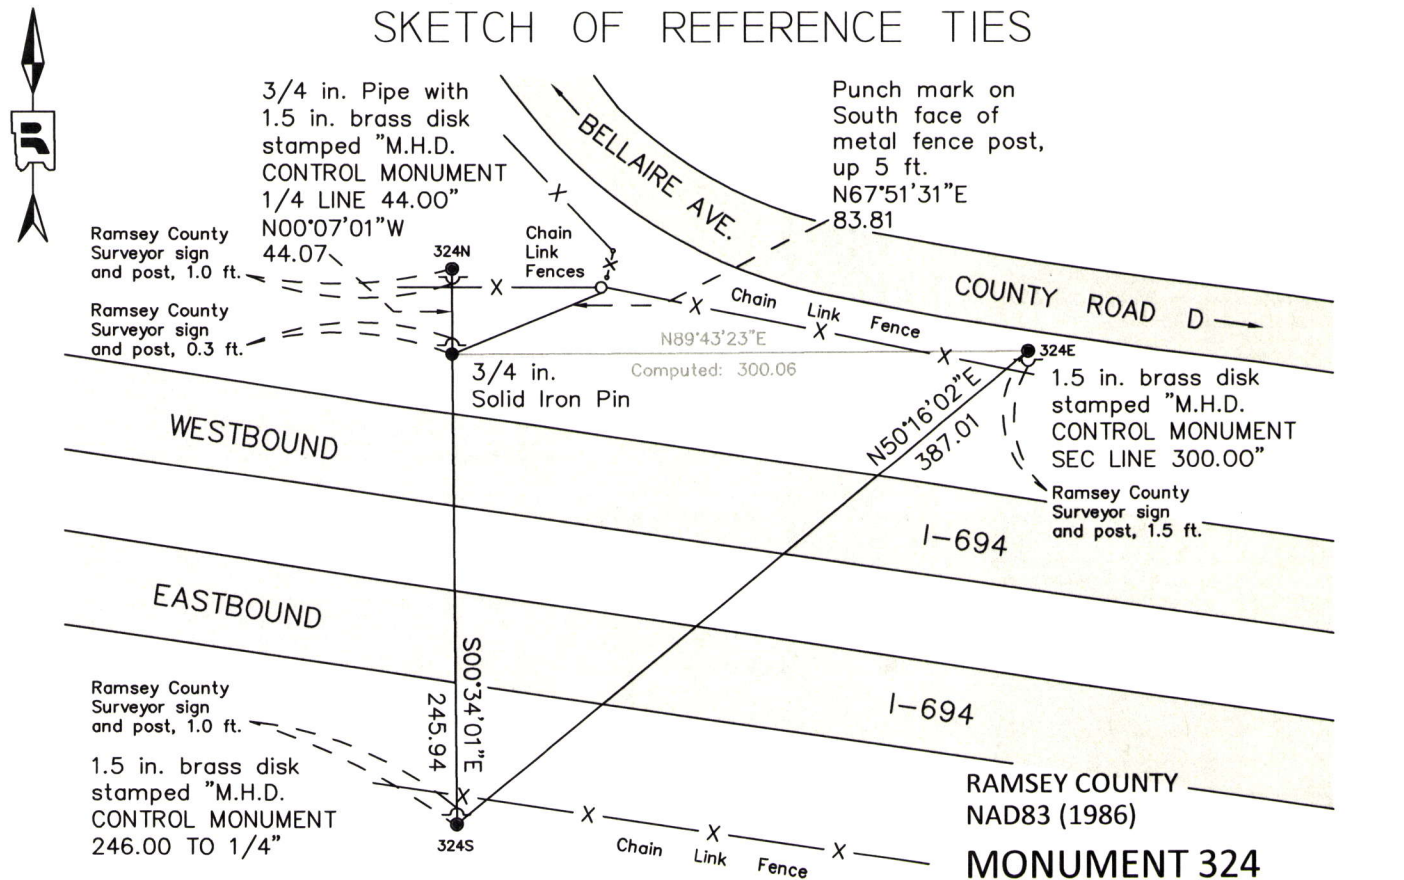 SKETCH OF REFERENCE TIES
3/4 in. Pipe with
1.5 in. brass disk
stamped "M.H.D.
CONTROL MONUMENT
1/4 LINE 44.00"
N00°07'01"W
44.07
Punch mark on
South face of
metal fence post,
up 5 ft.
N67°51'31"E
83.81
BELLAIRE AVE.
Ramsey County
Surveyor sign
and post, 1.0 ft.
324N
Chain
Link
Fences
X
X
X
Ramsey County
Surveyor sign
and post, 0.3 ft.
X
Chain
Link
Fence
X
X
COUNTY ROAD D
N89°43'23"E
Computed: 300.06
324E
3/4 in.
Solid Iron Pin
1.5 in. brass disk
stamped "M.H.D.
CONTROL MONUMENT
SEC LINE 300.00"
N50°16'02"E
387.01
Ramsey County
Surveyor sign
and post, 1.5 ft.
WESTBOUND
I-694
EASTBOUND
I-694
S00°34'01"E
245.94
Ramsey County
Surveyor sign
and post, 1.0 ft.
1.5 in. brass disk
stamped "M.H.D.
CONTROL MONUMENT
246.00 TO 1/4"
324S
X
X
X
X
Chain
Link
Fence
RAMSEY COUNTY
NAD83 (1986)
MONUMENT 324